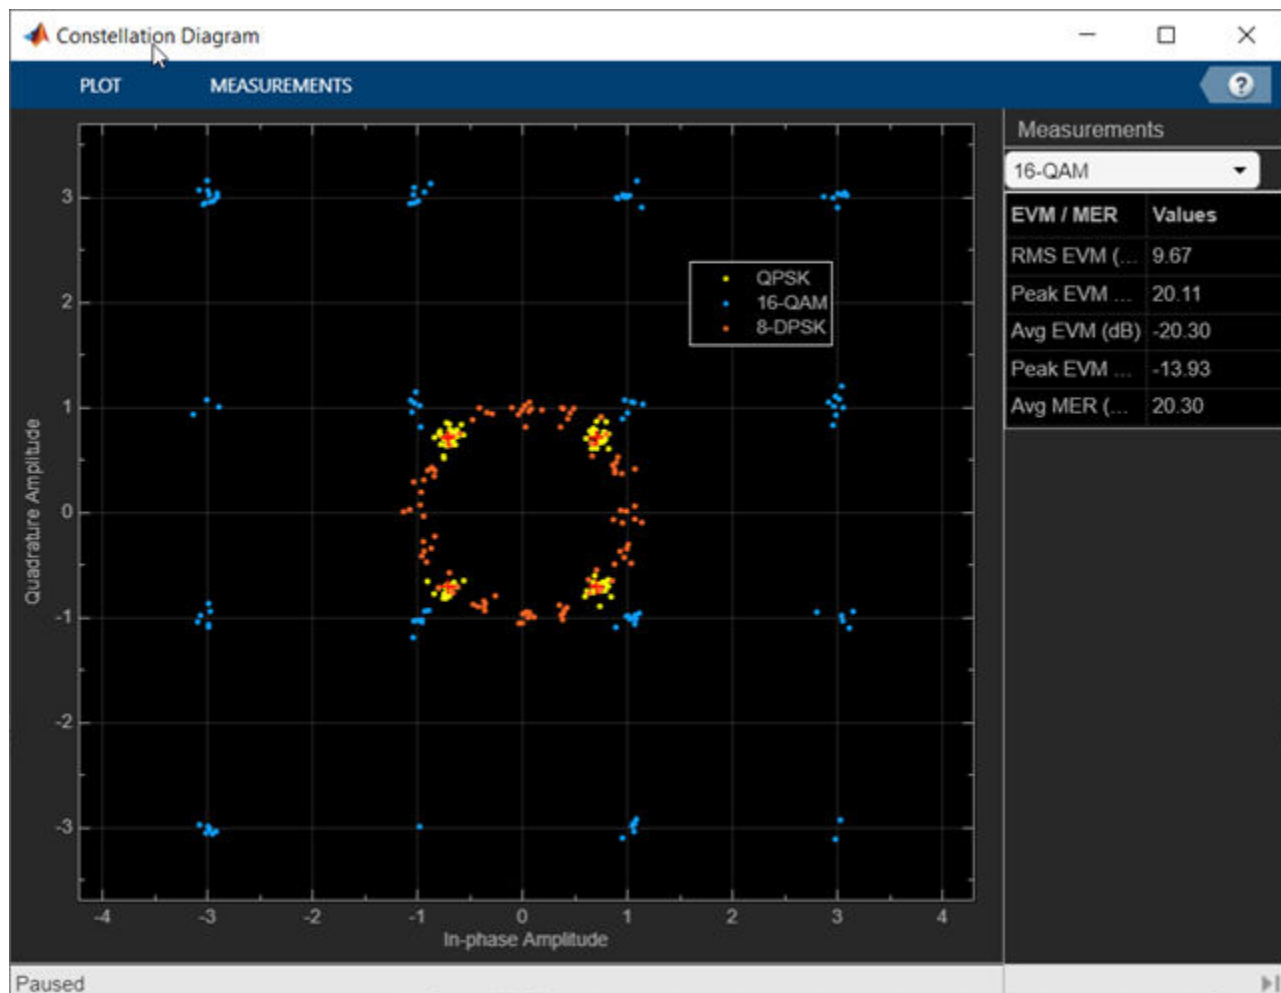 Constellation Diagram
PLOT MEASUREMENTS ?
Measurements
16-QAM
EVM / MER Values
RMS EVM (... 9.67
Peak EVM ... 20.11
Avg EVM (dB) -20.30
Peak EVM ... -13.93
Avg MER (... 20.30
QPSK
16-QAM
8-DPSK
Quadrature Amplitude
3
2
1
0
-1
-2
-3
-4 -3 -2 -1 0 1 2 3 4
In-phase Amplitude
Paused